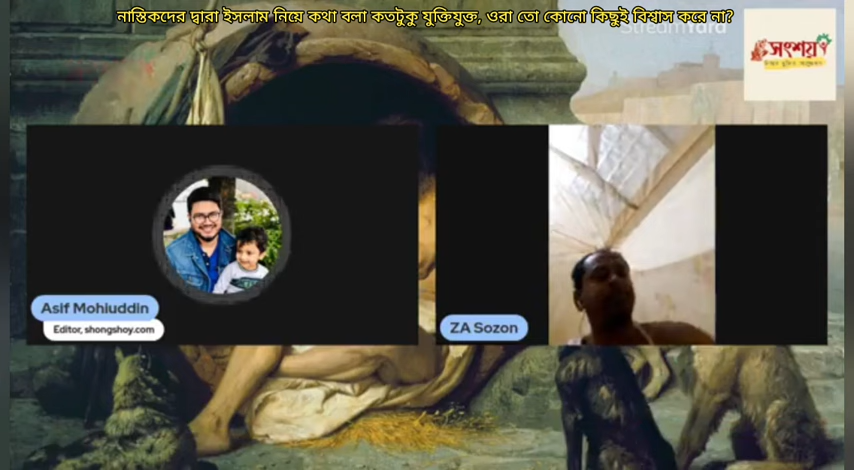 নাস্তিকদের দ্বারা ইসলাম নিয়ে কথা বলা কতটুকু যুক্তিযুক্ত, ওরা তো কোনো কিছুই বিশ্বাস করে না?
StreamYard
সংশয়
Asif Mohiuddin
Editor, shongshoy.com
ZA Sozon